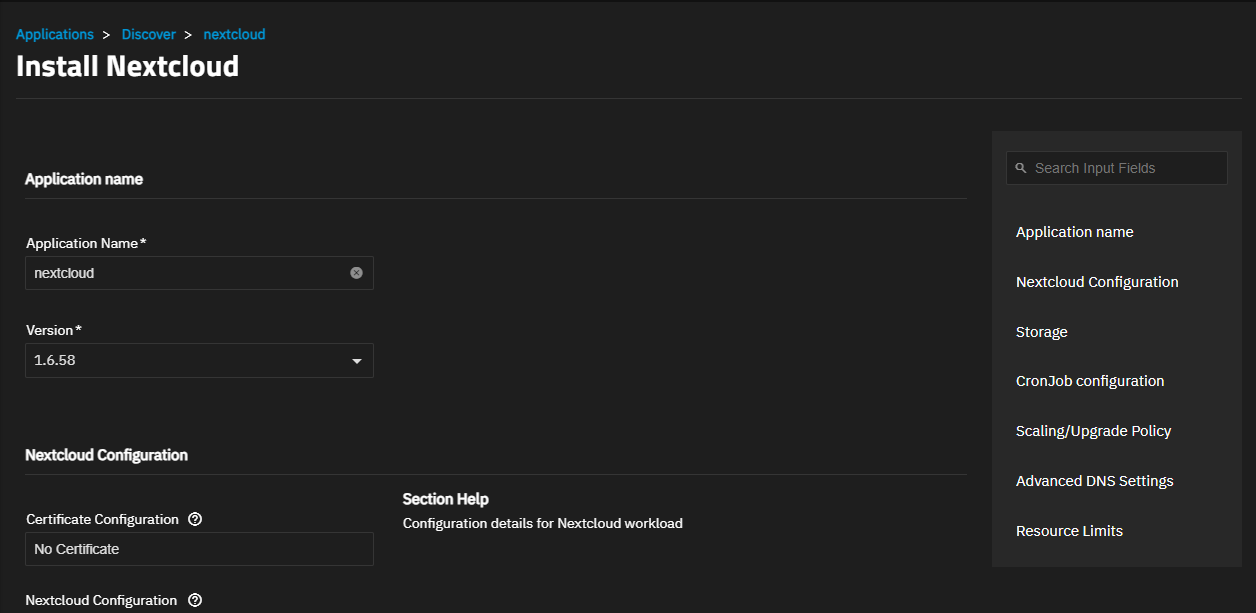 Applications > Discover > nextcloud
Install Nextcloud
Application name
Application Name*
nextcloud
Version*
1.6.58
Nextcloud Configuration
Certificate Configuration
No Certificate
Nextcloud Configuration
Section Help
Configuration details for Nextcloud workload
Search Input Fields
Application name
Nextcloud Configuration
Storage
CronJob configuration
Scaling/Upgrade Policy
Advanced DNS Settings
Resource Limits